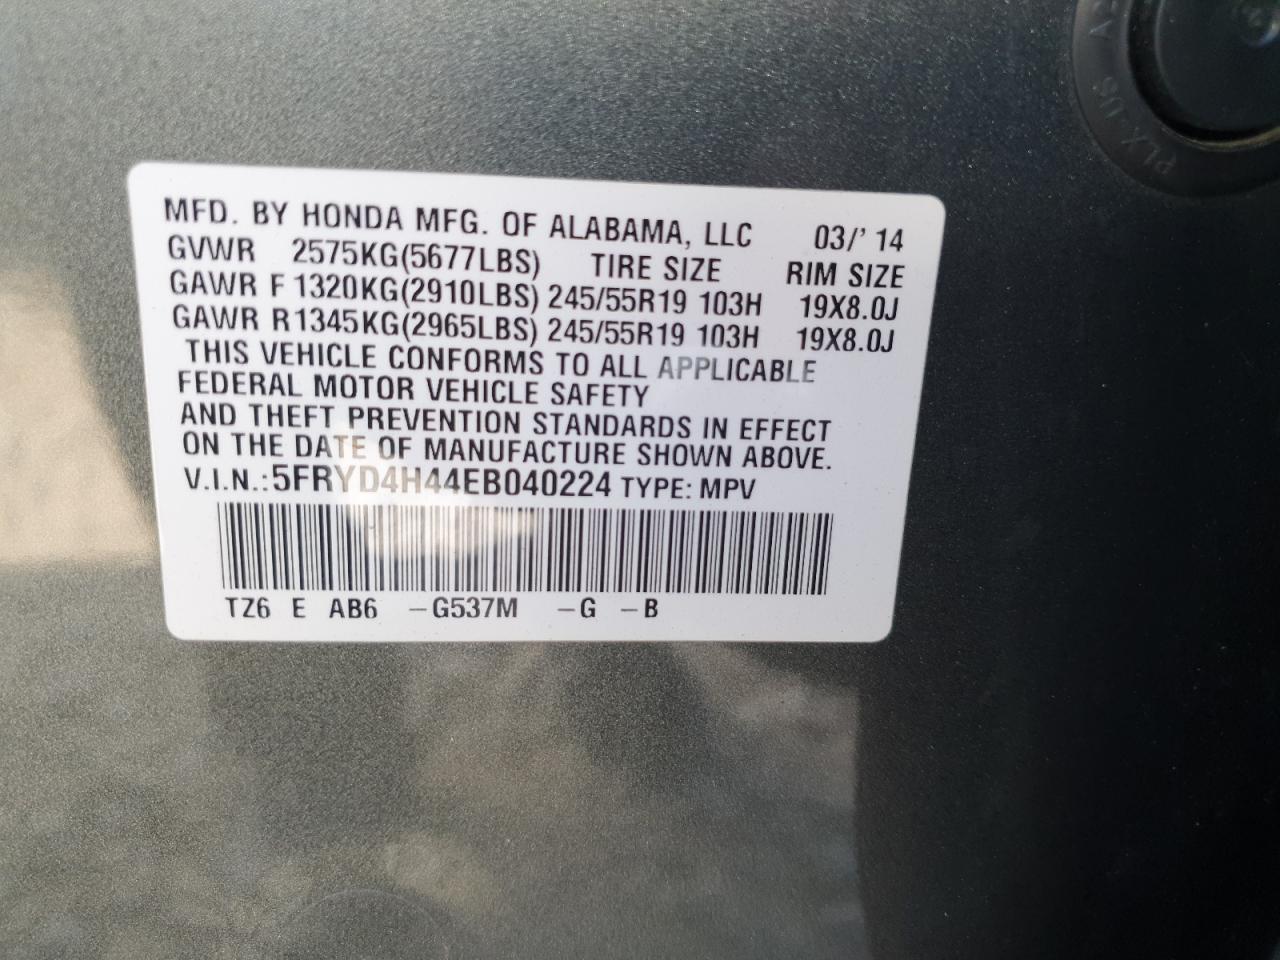 MFD. BY HONDA MFG. OF ALABAMA, LLC 03/' 14
GVWR 2575KG(5677LBS) TIRE SIZE RIM SIZE
GAWR F 1320KG(2910LBS) 245/55R19 103H 19X8.0J
GAWR R1345KG(2965LBS) 245/55R19 103H 19X8.0J
THIS VEHICLE CONFORMS TO ALL APPLICABLE
FEDERAL MOTOR VEHICLE SAFETY
AND THEFT PREVENTION STANDARDS IN EFFECT
ON THE DATE OF MANUFACTURE SHOWN ABOVE.
V.I.N.: 5FRYD4H44EB040224 TYPE: MPV
TZ6 E AB6 -G537M -G -B
PLX-US